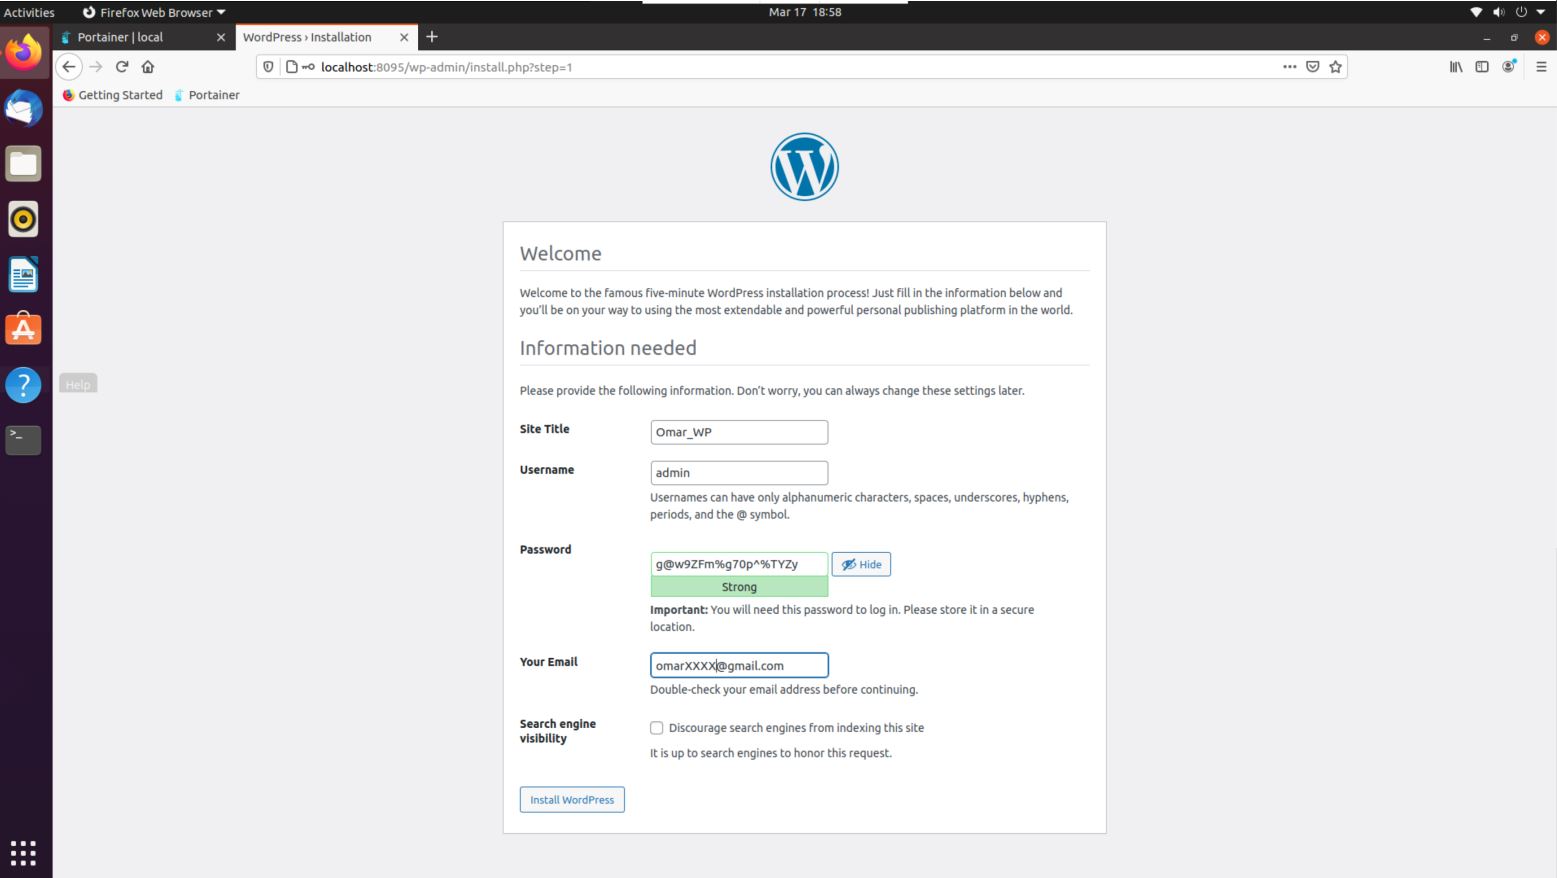 Activities
Firefox Web Browser
Mar 17 18:58
Portainer | local
WordPress › Installation
localhost:8095/wp-admin/install.php?step=1
Getting Started
Portainer
Welcome
Welcome to the famous five-minute WordPress installation process! Just fill in the information below and
you’ll be on your way to using the most extendable and powerful personal publishing platform in the world.
Information needed
Help
Please provide the following information. Don’t worry, you can always change these settings later.
Site Title
Omar_WP
Username
admin
Usernames can have only alphanumeric characters, spaces, underscores, hyphens,
periods, and the @ symbol.
Password
g@w9ZFm%g70p^%TYZy
Hide
Strong
Important: You will need this password to log in. Please store it in a secure
location.
Your Email
omarXXXX@gmail.com
Double-check your email address before continuing.
Search engine
visibility
Discourage search engines from indexing this site
It is up to search engines to honor this request.
Install WordPress